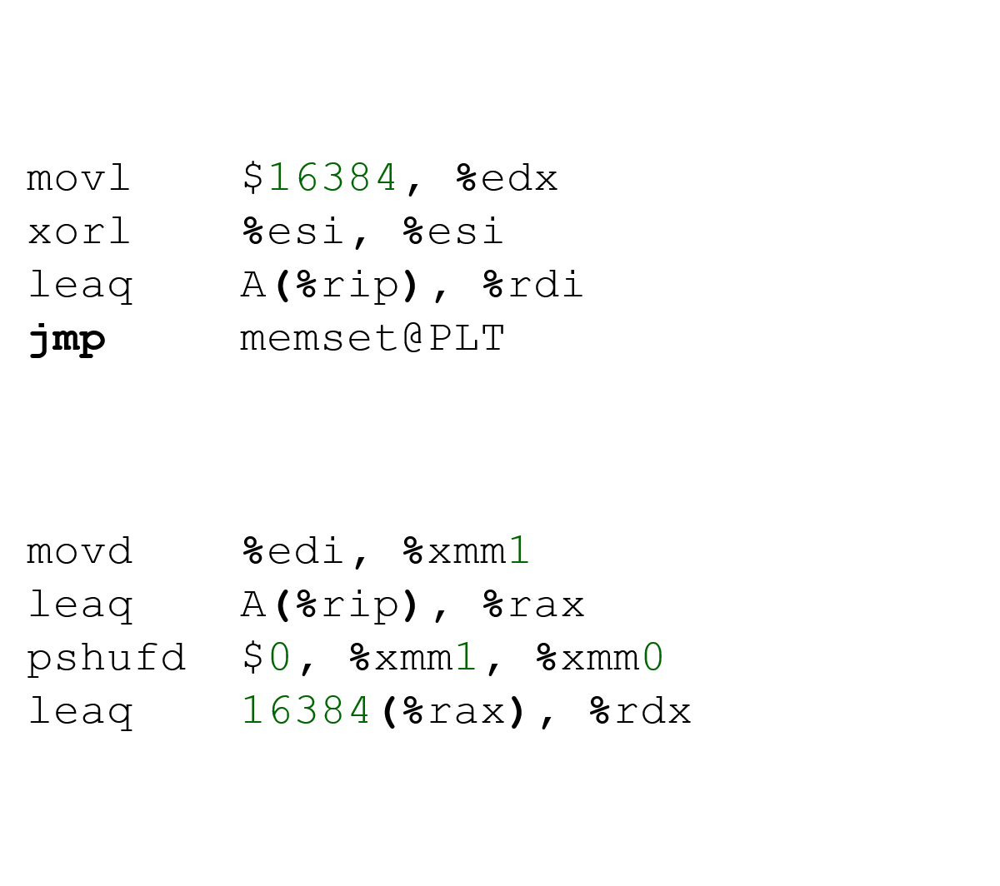 movl    $16384, %edx
xorl    %esi, %esi
leaq    A(%rip), %rdi
jmp     memset@PLT
movd    %edi, %xmm1
leaq    A(%rip), %rax
pshufd  $0, %xmm1, %xmm0
leaq    16384(%rax), %rdx